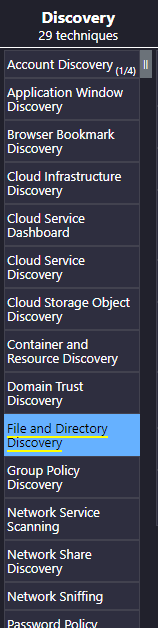 Discovery
29 techniques
Account Discovery (1/4)
Application Window
Discovery
Browser Bookmark
Discovery
Cloud Infrastructure
Discovery
Cloud Service
Dashboard
Cloud Service
Discovery
Cloud Storage Object
Discovery
Container and
Resource Discovery
Domain Trust
Discovery
File and Directory
Discovery
Group Policy
Discovery
Network Service
Scanning
Network Share
Discovery
Network Sniffing
Password Policy